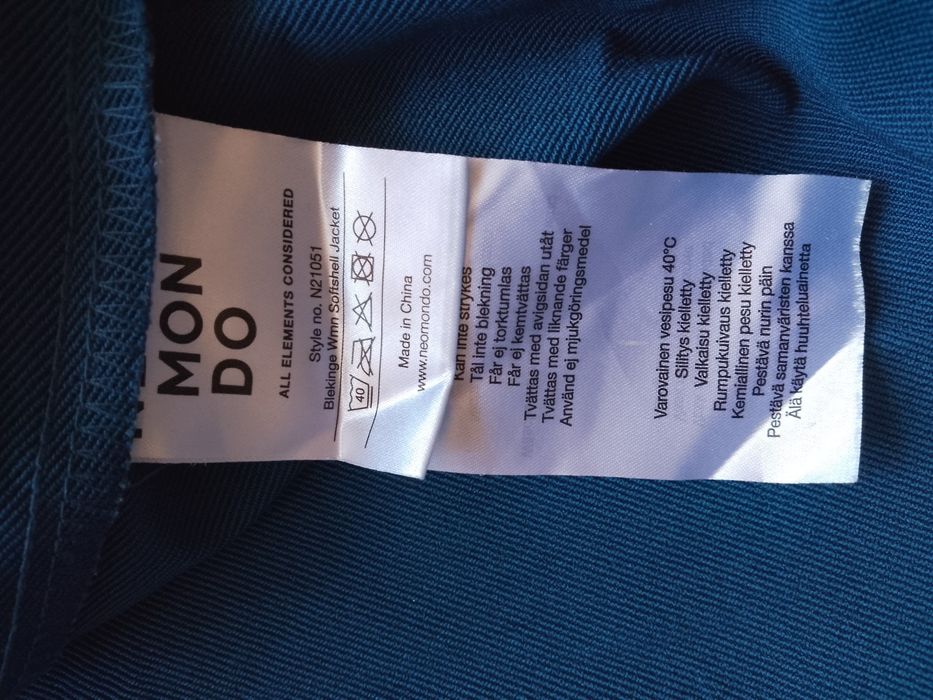 MON
DO
ALL ELEMENTS CONSIDERED
Style no. N21051
Blekinge Wmn Softshell Jacket
40
Made in China
www.neomondo.com
Kan inte strykes
Tål inte blekning
Får ej torktumlas
Får ej kemtvättas
Tvättas med avigsidan utåt
Tvättas med liknande färger
Använd ej mjukgöringsmedel
Varovainen vesipesu 40°C
Silitys kielletty
Valkaisu kielletty
Rumpukuivaus kielletty
Kemiallinen pesu kielletty
Pestävä nurin päin
Pestävä samanväristen kanssa
Älä käytä huuhteluainetta